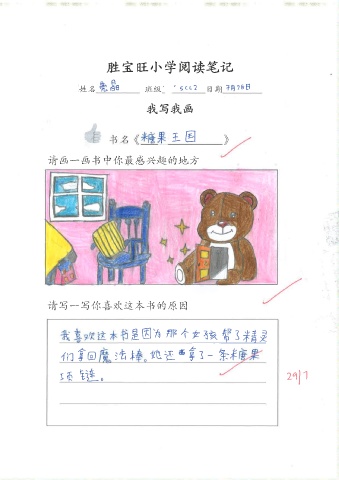 胜宝旺小学阅读笔记
姓名 晶 班级: 5CC2 日期 7月26日
我写我画
书名《 糖果王国 》
请画一画书中你最感兴趣的地方
请写一写你喜欢这本书的原因
我喜欢这本书是因为那个女孩帮了精灵
们拿回魔法棒。她还拿了一条糖果
项链。
29/7